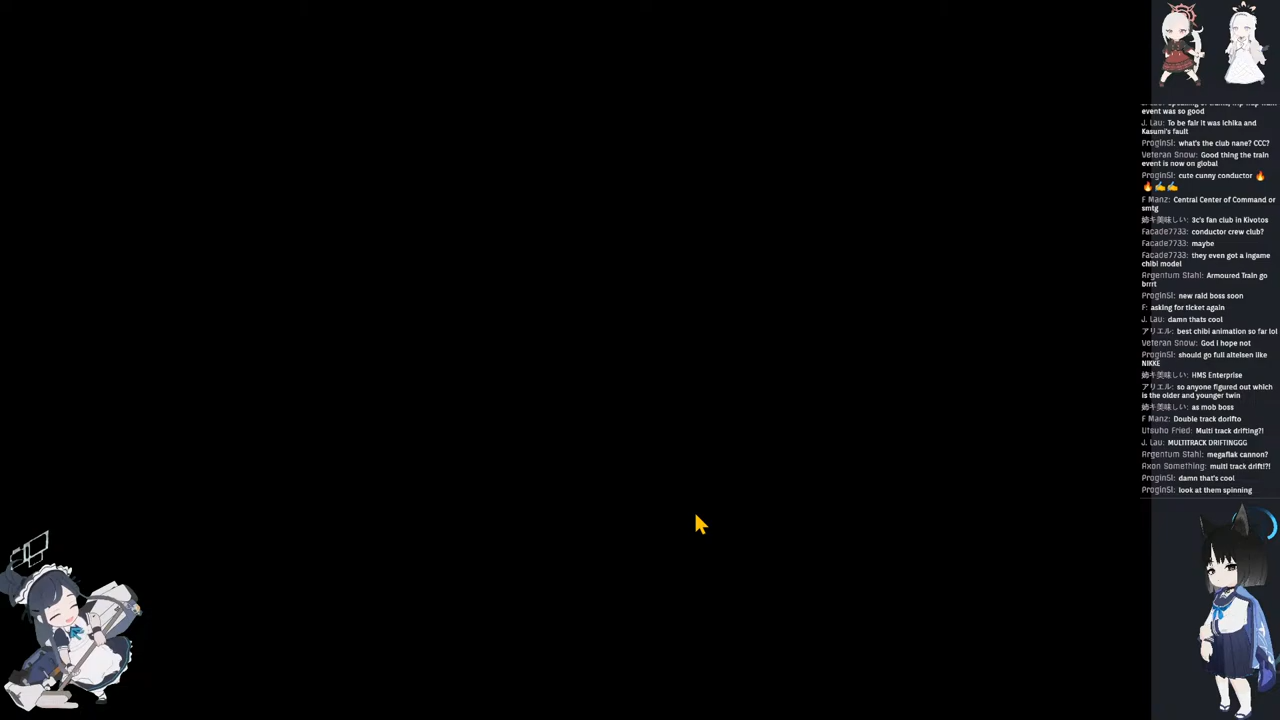 event was so good
J. Lau: To be fair it was Ichika and
Kasumi's fault
ProginSI: what's the club nane? CCC?
Veteran Snow: Good thing the train
event is now on global
ProginSI: cute cunny conductor 🔥
🔥✍️✍️
F Manz: Central Center of Command or
smtg
姉キ美味しい: 3c's fan club in Kivotos
Facade7733: conductor crew club?
Facade7733: maybe
Facade7733: they even got a ingame
chibi model
Argentum Stahl: Armoured Train go
brrrt
ProginSI: new raid boss soon
F: asking for ticket again
J. Lau: damn thats cool
アリエル: best chibi animation so far lol
Veteran Snow: God i hope not
ProginSI: should go full alteisen like
NIKKE
姉キ美味しい: HMS Enterprise
アリエル: so anyone figured out which
is the older and younger twin
姉キ美味しい: as mob boss
F Manz: Double track dorifto
Utsuho Fried: Multi track drifting?!
J. Lau: MULTITRACK DRIFTINGGG
Argentum Stahl: megaflak cannon?
Axon Something: multi track drift!?!
ProginSI: damn that's cool
ProginSI: look at them spinning